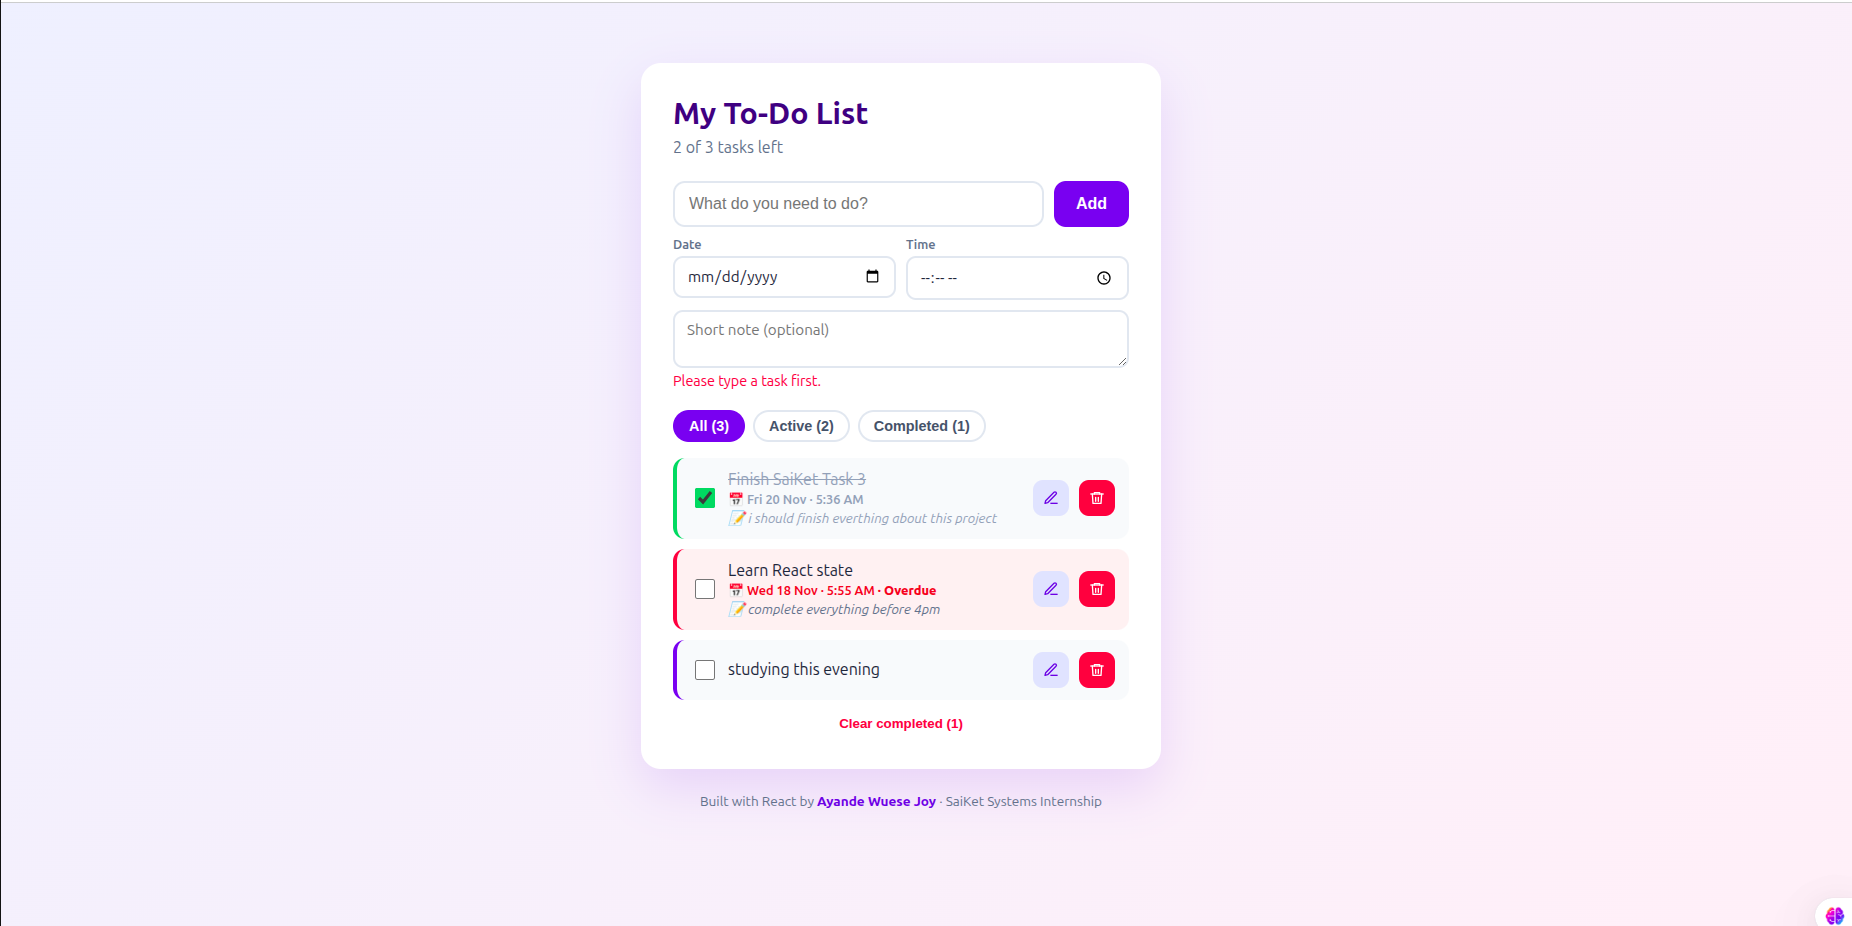 My To-Do List
2 of 3 tasks left
What do you need to do?
Add
Date
Time
mm/dd/yyyy
--:-- --
Short note (optional)
Please type a task first.
All (3)
Active (2)
Completed (1)
Finish SaiKet Task 3
📅 Fri 20 Nov · 5:36 AM
📝 i should finish everthing about this project
Learn React state
📅 Wed 18 Nov · 5:55 AM · Overdue
📝 complete everything before 4pm
studying this evening
Clear completed (1)
Built with React by Ayande Wuese Joy · SaiKet Systems Internship